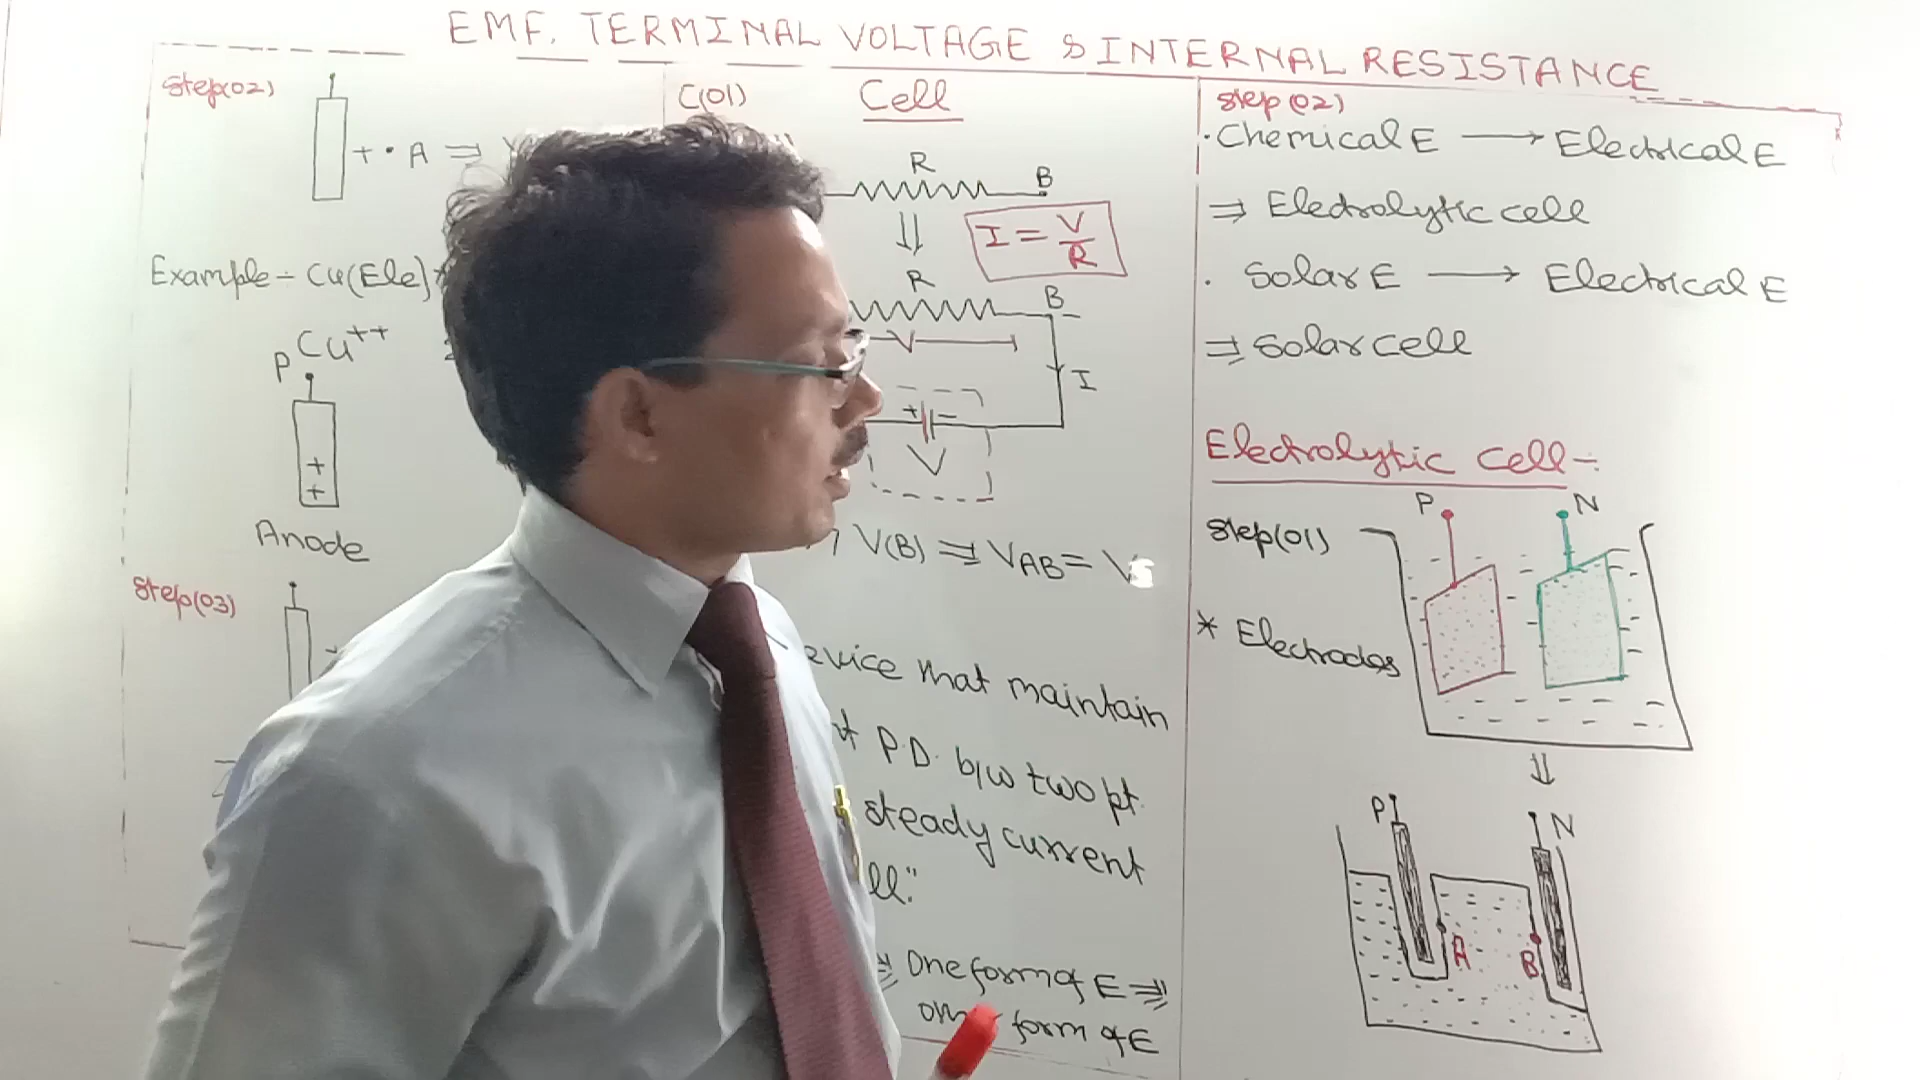 EMF, TERMINAL VOLTAGE & INTERNAL RESISTANCE
Step(02)
+ • A ⇒
Example - Cu(Ele)
Cu++
P
+
+
Anode
Step(03)
C(01) Cell
R
B
I = V/R
R
B
V
I
+ -
V
V(B) ⇒ VAB = V
that maintain
P.D. b/w two pt.
steady current
One form of E ⇒
form of E
Step(02)
• Chemical E → Electrical E
⇒ Electrolytic cell
• Solar E → Electrical E
⇒ Solar cell
Electrolytic Cell -
P N
Step(01)
* Electrodes
P N
A B